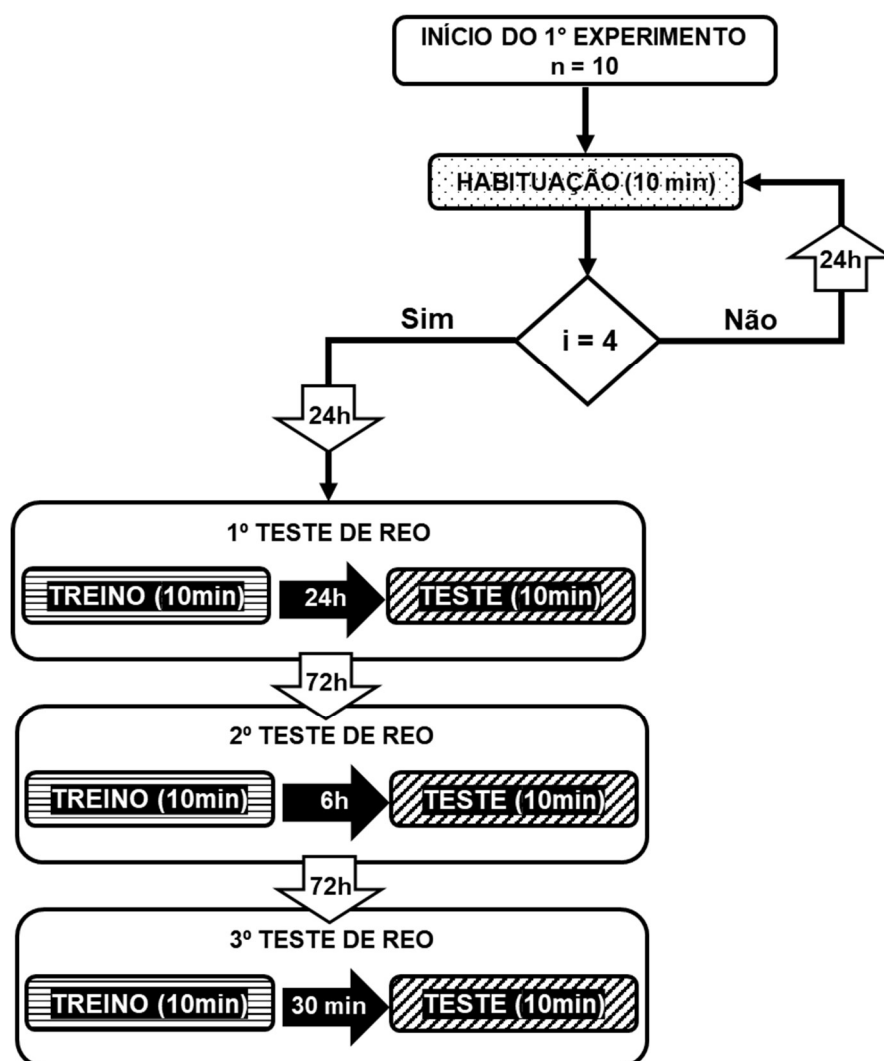 INÍCIO DO 1° EXPERIMENTO
n = 10
HABITUAÇÃO (10 min)
24h
Sim
Não
i = 4
24h
1º TESTE DE REO
TREINO (10min) 24h TESTE (10min)
72h
2º TESTE DE REO
TREINO (10min) 6h TESTE (10min)
72h
3º TESTE DE REO
TREINO (10min) 30 min TESTE (10min)